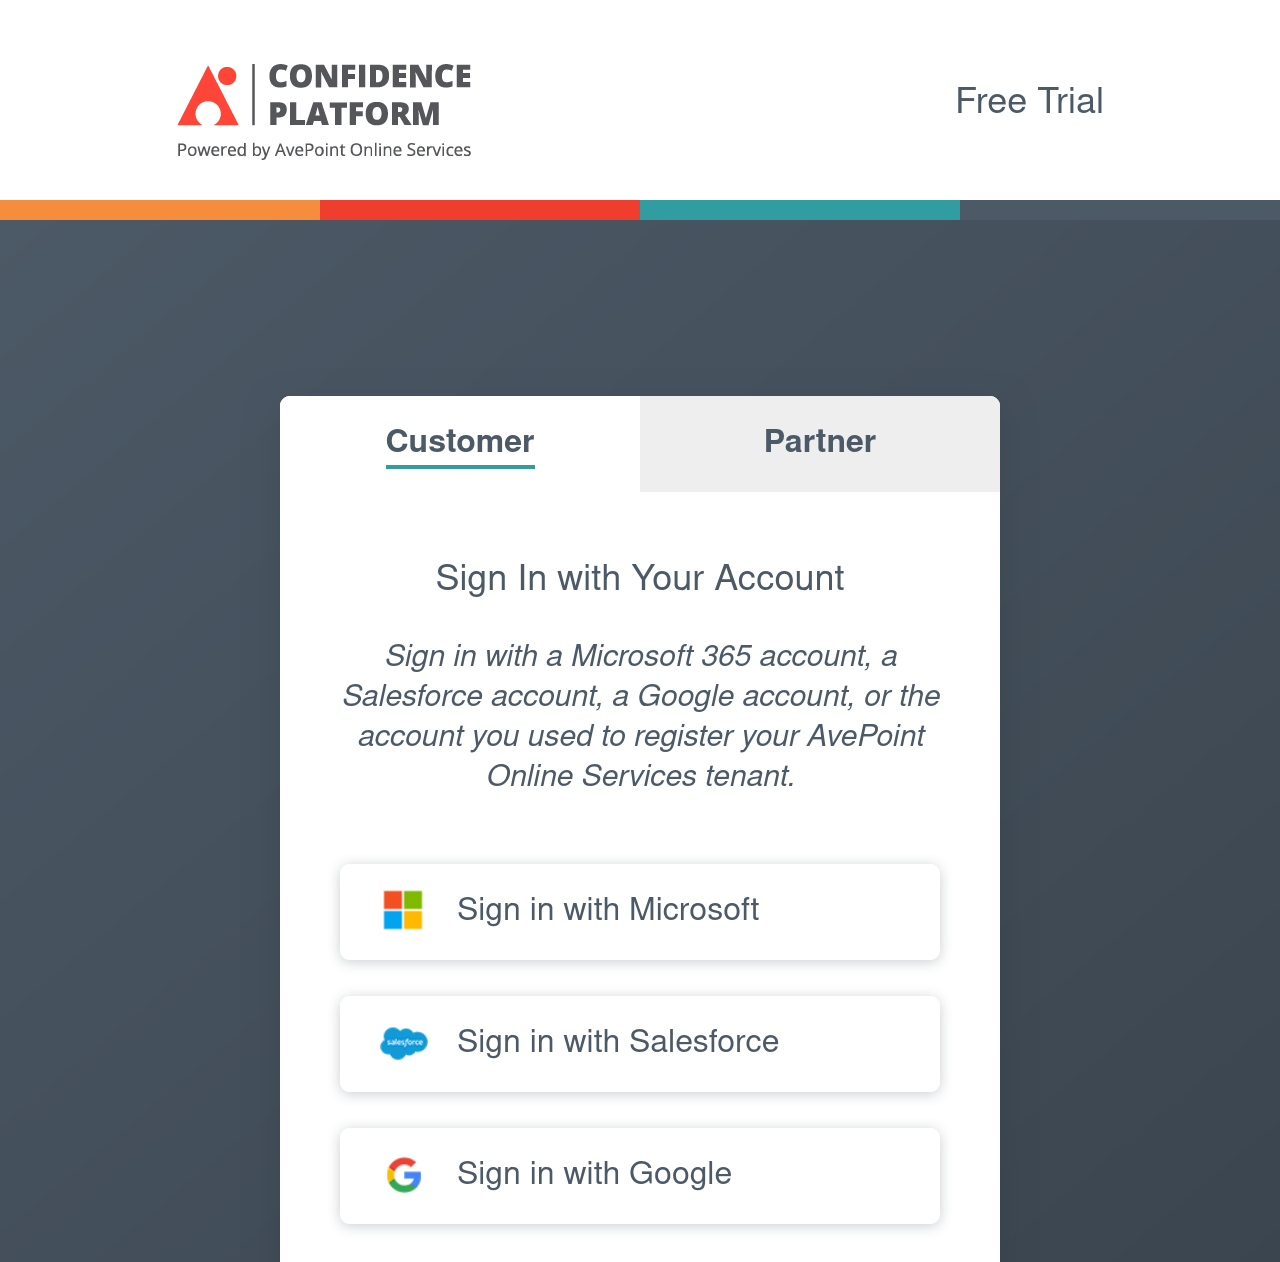 CONFIDENCE
PLATFORM
Powered by AvePoint Online Services
Free Trial
Customer
Partner
Sign In with Your Account
Sign in with a Microsoft 365 account, a
Salesforce account, a Google account, or the
account you used to register your AvePoint
Online Services tenant.
Sign in with Microsoft
salesforce
Sign in with Salesforce
Sign in with Google